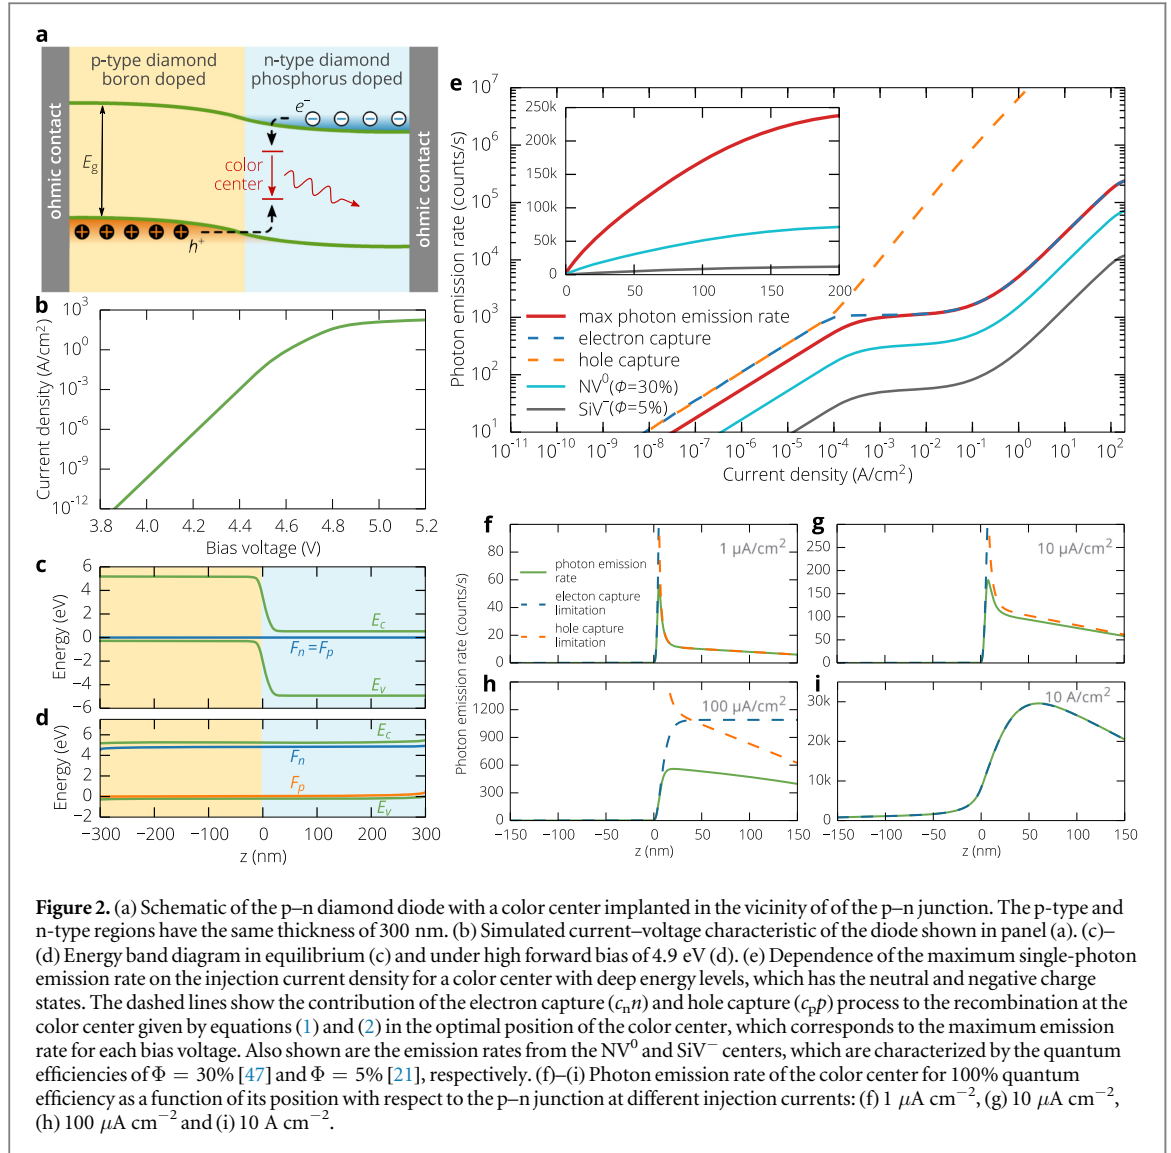 a
p-type diamond
boron doped
n-type diamond
phosphorus doped
ohmic contact
ohmic contact
E_g
e⁻
color
center
h⁺
b
Current density (A/cm²)
10³
10⁰
10⁻³
10⁻⁶
10⁻⁹
10⁻¹²
3.8 4.0 4.2 4.4 4.6 4.8 5.0 5.2
Bias voltage (V)
c
Energy (eV)
6
4
2
0
−2
−4
−6
E_c
F_n = F_p
E_v
d
Energy (eV)
6
4
2
0
−2
E_c
F_n
F_p
E_v
−300 −200 −100 0 100 200 300
z (nm)
e
Photon emission rate (counts/s)
10⁷
10⁶
10⁵
10⁴
10³
10²
10¹
250k
200k
150k
100k
50k
0
0 50 100 150 200
max photon emission rate
electron capture
hole capture
NV⁰(Φ=30%)
SiV⁻(Φ=5%)
10⁻¹¹ 10⁻¹⁰ 10⁻⁹ 10⁻⁸ 10⁻⁷ 10⁻⁶ 10⁻⁵ 10⁻⁴ 10⁻³ 10⁻² 10⁻¹ 10⁰ 10¹ 10²
Current density (A/cm²)
Photon emission rate (counts/s)
f
1 μA/cm²
80
60
40
20
0
photon emission
rate
electon capture
limitation
hole capture
limitation
−150 −100 −50 0 50 100 150
g
10 μA/cm²
250
200
150
100
50
0
−150 −100 −50 0 50 100 150
h
100 μA/cm²
1200
900
600
300
0
−150 −100 −50 0 50 100 150
z (nm)
i
10 A/cm²
30k
20k
10k
0
−150 −100 −50 0 50 100 150
z (nm)
Figure 2. (a) Schematic of the p–n diamond diode with a color center implanted in the vicinity of of the p–n junction. The p-type and
n-type regions have the same thickness of 300 nm. (b) Simulated current–voltage characteristic of the diode shown in panel (a). (c)–
(d) Energy band diagram in equilibrium (c) and under high forward bias of 4.9 eV (d). (e) Dependence of the maximum single-photon
emission rate on the injection current density for a color center with deep energy levels, which has the neutral and negative charge
states. The dashed lines show the contribution of the electron capture (c_n n) and hole capture (c_p p) process to the recombination at the
color center given by equations (1) and (2) in the optimal position of the color center, which corresponds to the maximum emission
rate for each bias voltage. Also shown are the emission rates from the NV⁰ and SiV⁻ centers, which are characterized by the quantum
efficiencies of Φ = 30% [47] and Φ = 5% [21], respectively. (f)–(i) Photon emission rate of the color center for 100% quantum
efficiency as a function of its position with respect to the p–n junction at different injection currents: (f) 1 μA cm⁻², (g) 10 μA cm⁻²,
(h) 100 μA cm⁻² and (i) 10 A cm⁻².